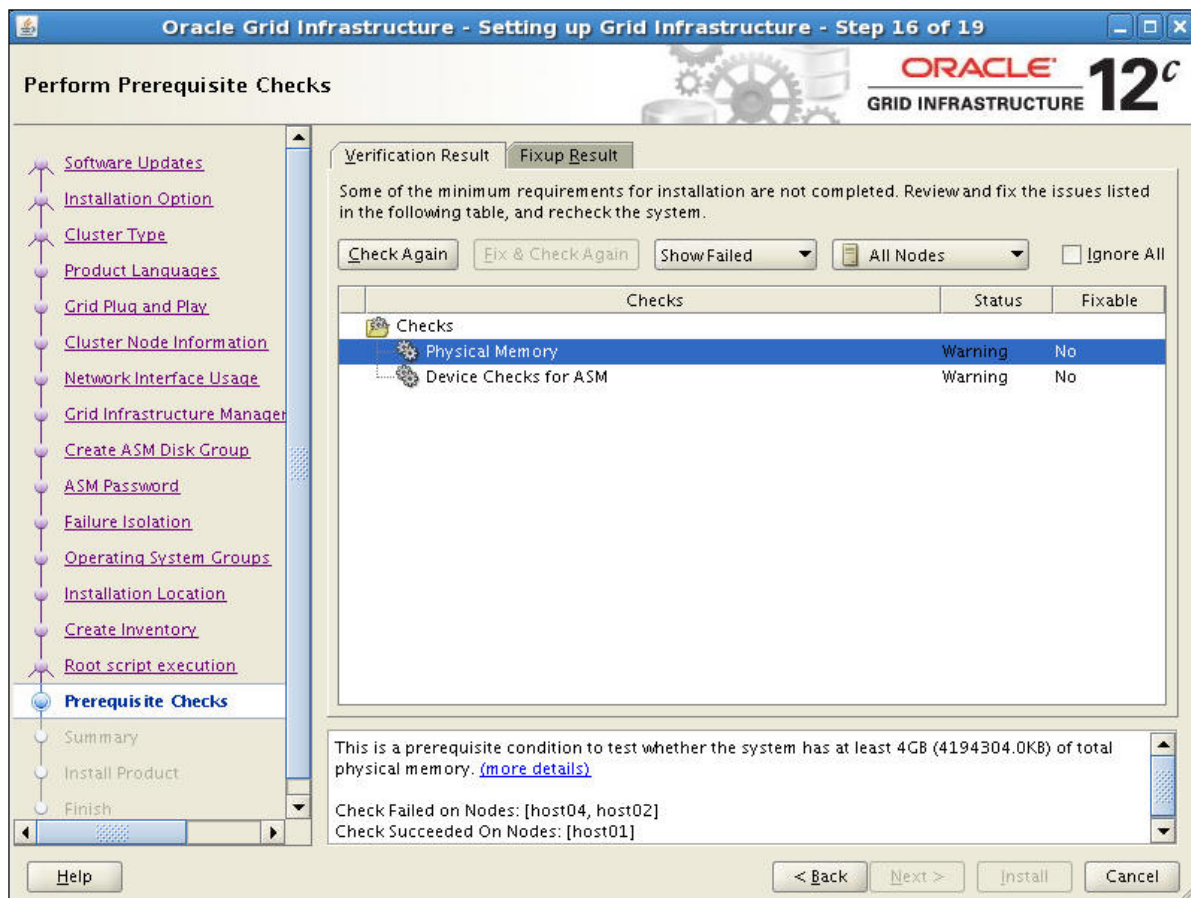 Oracle Grid Infrastructure - Setting up Grid Infrastructure - Step 16 of 19
Perform Prerequisite Checks
ORACLE
GRID INFRASTRUCTURE
12c
Software Updates
Installation Option
Cluster Type
Product Languages
Grid Plug and Play
Cluster Node Information
Network Interface Usage
Grid Infrastructure Manager
Create ASM Disk Group
ASM Password
Failure Isolation
Operating System Groups
Installation Location
Create Inventory
Root script execution
Prerequisite Checks
Summary
Install Product
Finish
Verification Result Fixup Result
Some of the minimum requirements for installation are not completed. Review and fix the issues listed
in the following table, and recheck the system.
Check Again Fix & Check Again Show Failed All Nodes Ignore All
Checks Status Fixable
Checks
Physical Memory Warning No
Device Checks for ASM Warning No
This is a prerequisite condition to test whether the system has at least 4GB (4194304.0KB) of total
physical memory. (more details)
Check Failed on Nodes: [host04, host02]
Check Succeeded On Nodes: [host01]
Help < Back Next > Install Cancel